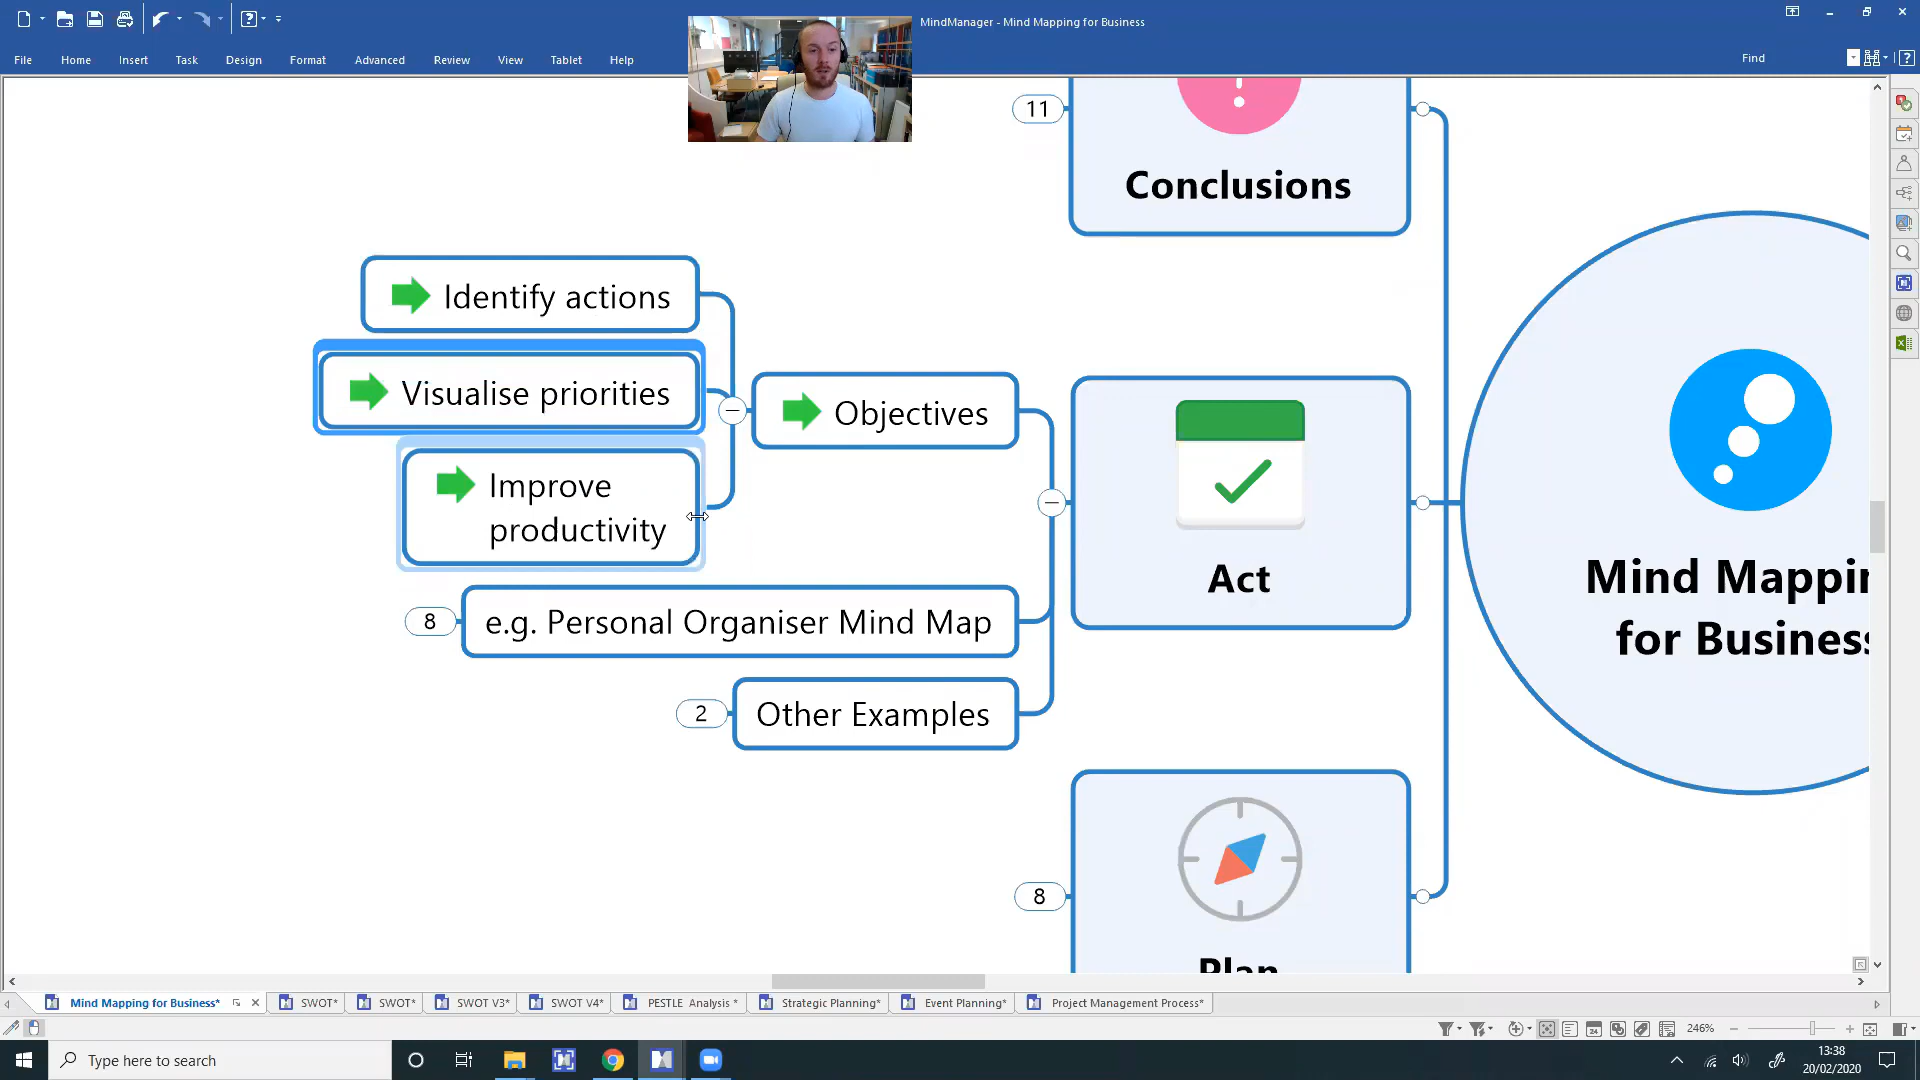 MindManager - Mind Mapping for Business
File Home Insert Task Design Format Advanced Review View Tablet Help
Find
11
Conclusions
Identify actions
Visualise priorities
Objectives
Improve
productivity
Act
8
e.g. Personal Organiser Mind Map
2
Other Examples
Mind Mappin
for Business
8
Plan
Mind Mapping for Business* SWOT* SWOT* SWOT V3* SWOT V4* PESTLE Analysis * Strategic Planning* Event Planning* Project Management Process*
246%
Type here to search
13:38
20/02/2020